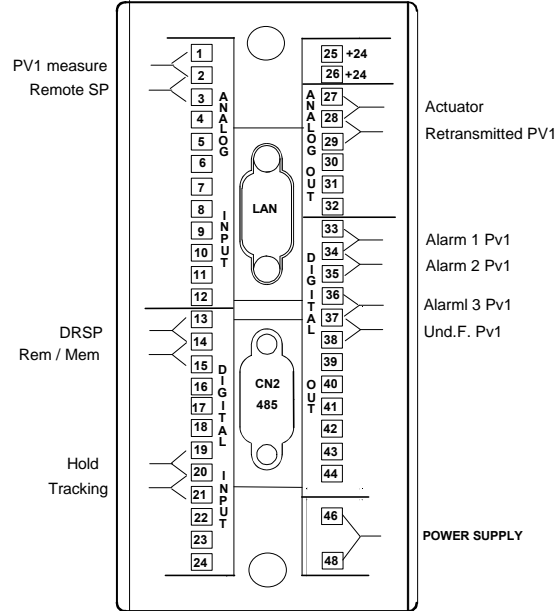 PV1 measure
Remote SP
DRSP
Rem / Mem
Hold
Tracking
1
2
3
4
5
6
7
8
9
10
11
12
ANALOG INPUT
13
14
15
16
17
18
19
20
21
22
23
24
DIGITAL INPUT
LAN
CN2
485
25 +24
26 +24
27
28
29
30
31
32
ANALOG OUT
33
34
35
36
37
38
39
40
41
42
43
44
DIGITAL OUT
46
48
Actuator
Retransmitted PV1
Alarm 1 Pv1
Alarm 2 Pv1
Alarml 3 Pv1
Und.F. Pv1
POWER SUPPLY